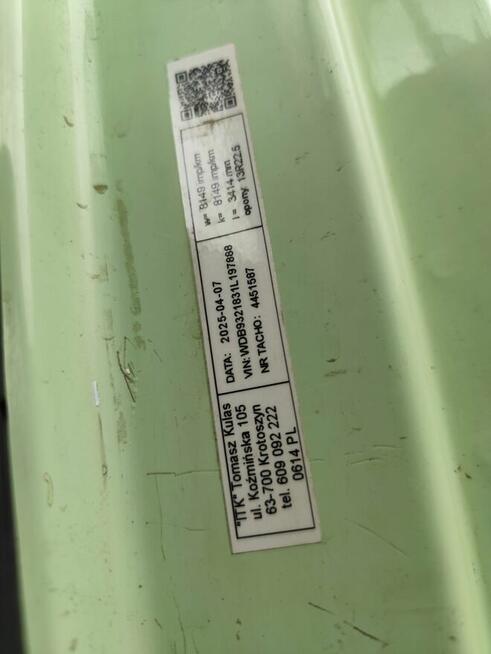 "ITK" Tomasz Kulas
ul. Koźmińska 105
63-700 Krotoszyn
tel. 609 092 222
0614 PL
DATA: 2025-04-07
VIN: WDB9321831L197868
NR TACHO: 4451587
w= 8149 imp/km
k= 8149 imp/km
l = 3414 mm
opony: 13R22.5